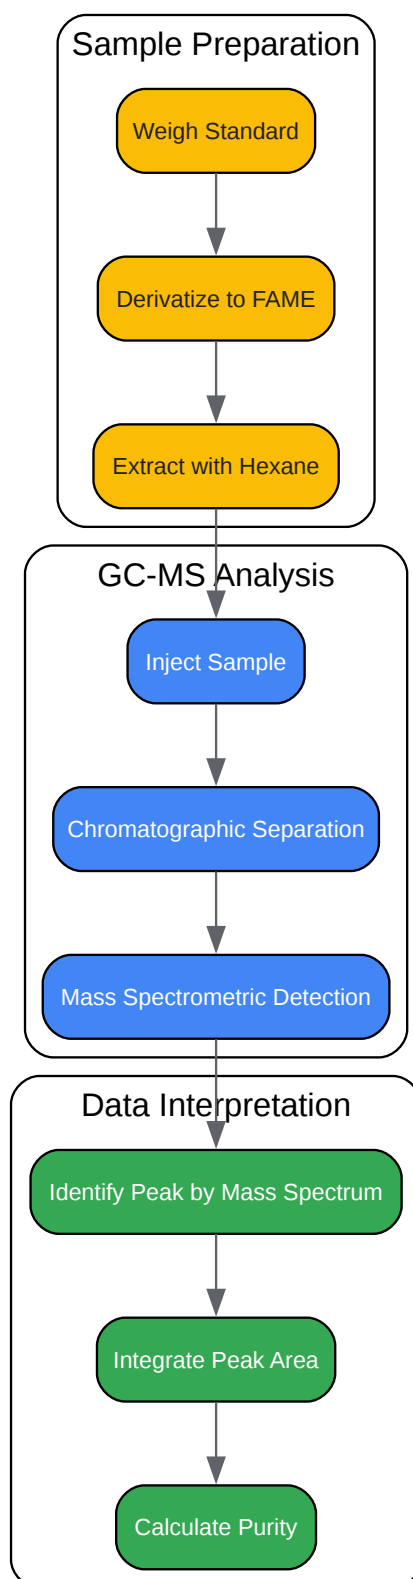 Sample Preparation
Weigh Standard
Derivatize to FAME
Extract with Hexane
GC-MS Analysis
Inject Sample
Chromatographic Separation
Mass Spectrometric Detection
Data Interpretation
Identify Peak by Mass Spectrum
Integrate Peak Area
Calculate Purity